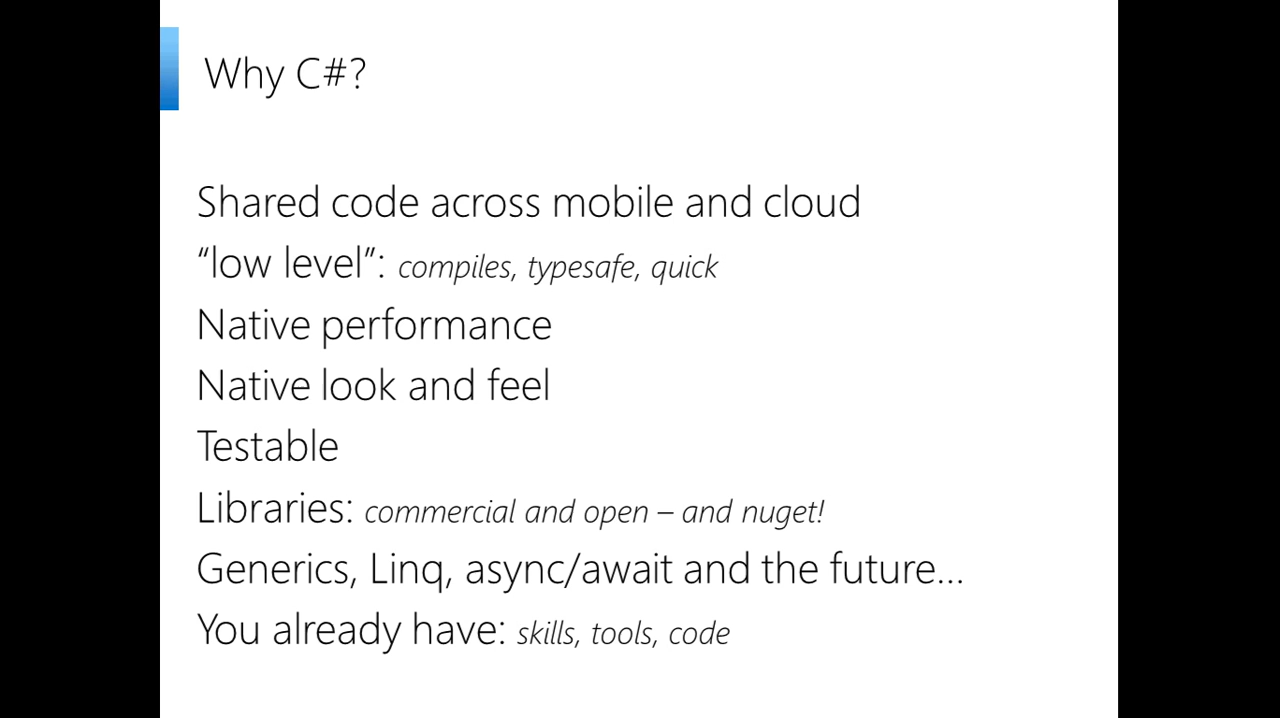 Why C#?
Shared code across mobile and cloud
“low level”: compiles, typesafe, quick
Native performance
Native look and feel
Testable
Libraries: commercial and open – and nuget!
Generics, Linq, async/await and the future…
You already have: skills, tools, code